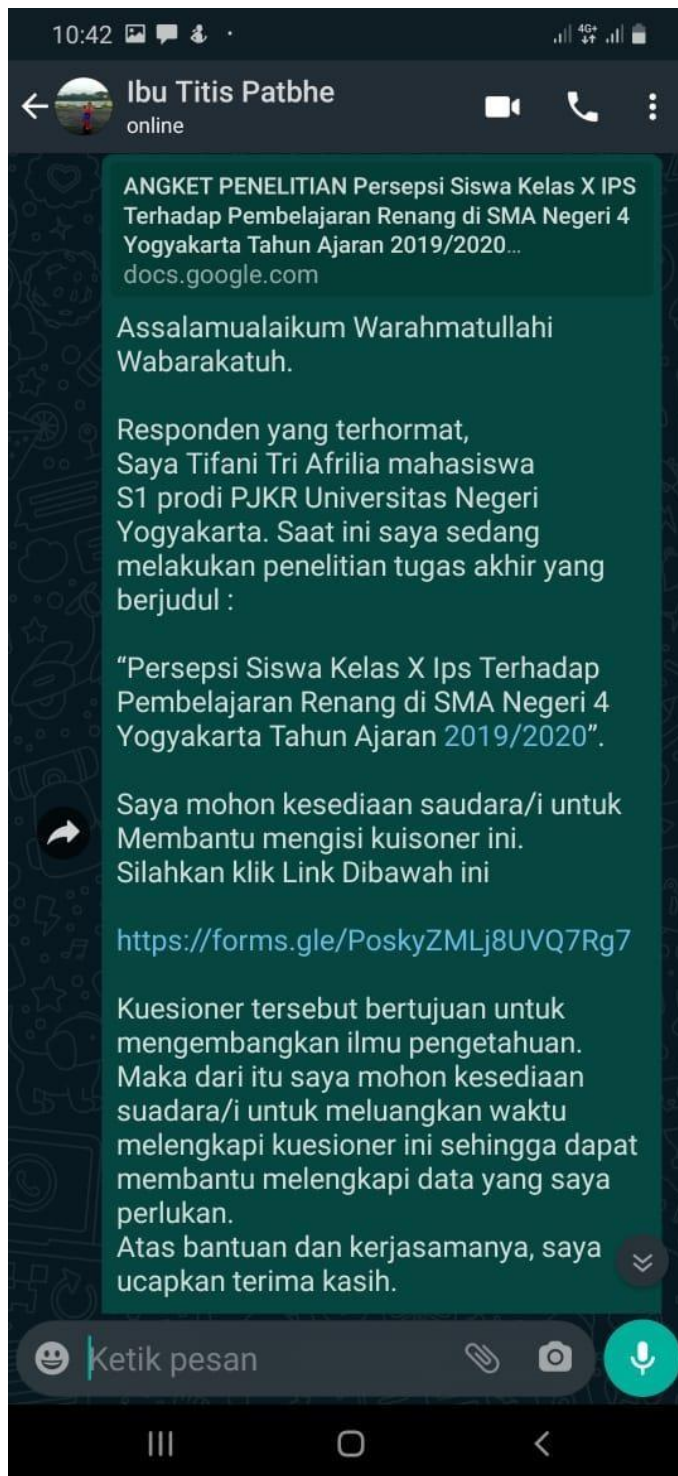 10:42
4G+
Ibu Titis Patbhe
online
ANGKET PENELITIAN Persepsi Siswa Kelas X IPS
Terhadap Pembelajaran Renang di SMA Negeri 4
Yogyakarta Tahun Ajaran 2019/2020...
docs.google.com
Assalamualaikum Warahmatullahi
Wabarakatuh.
Responden yang terhormat,
Saya Tifani Tri Afrilia mahasiswa
S1 prodi PJKR Universitas Negeri
Yogyakarta. Saat ini saya sedang
melakukan penelitian tugas akhir yang
berjudul :
“Persepsi Siswa Kelas X Ips Terhadap
Pembelajaran Renang di SMA Negeri 4
Yogyakarta Tahun Ajaran 2019/2020”.
Saya mohon kesediaan saudara/i untuk
Membantu mengisi kuisoner ini.
Silahkan klik Link Dibawah ini
https://forms.gle/PoskyZMLj8UVQ7Rg7
Kuesioner tersebut bertujuan untuk
mengembangkan ilmu pengetahuan.
Maka dari itu saya mohon kesediaan
suadara/i untuk meluangkan waktu
melengkapi kuesioner ini sehingga dapat
membantu melengkapi data yang saya
perlukan.
Atas bantuan dan kerjasamanya, saya
ucapkan terima kasih.
Ketik pesan